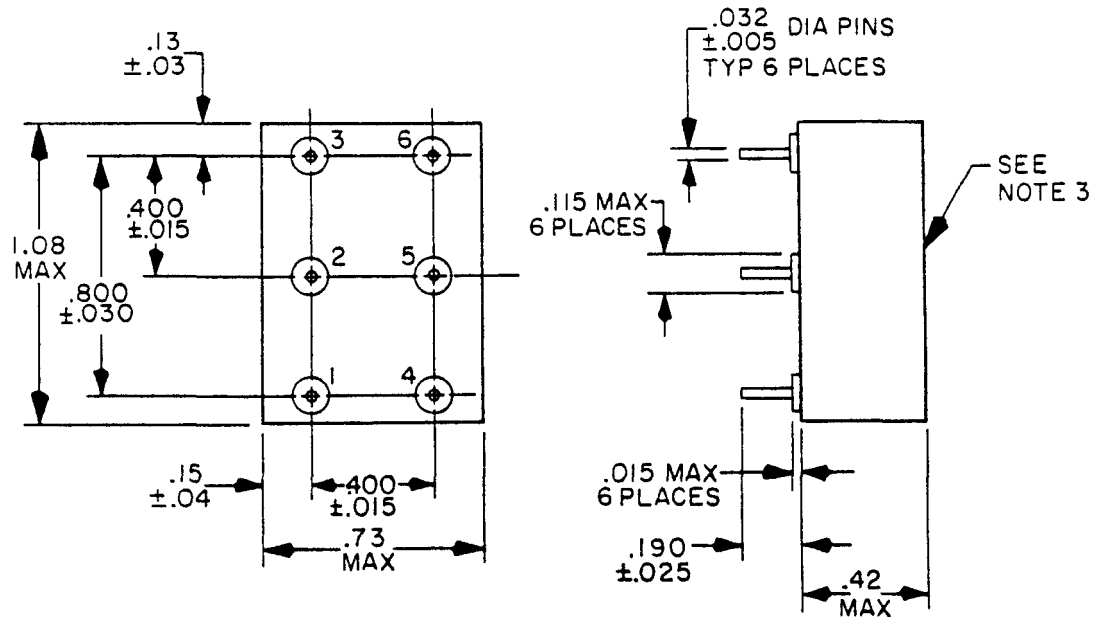 .13
±.03
3
6
.400
±.015
1.08
MAX
2
5
.800
±.030
1
4
.15
±.04
.400
±.015
.73
MAX
.032
±.005 DIA PINS
TYP 6 PLACES
SEE
NOTE 3
.115 MAX
6 PLACES
.015 MAX
6 PLACES
.190
±.025
.42
MAX